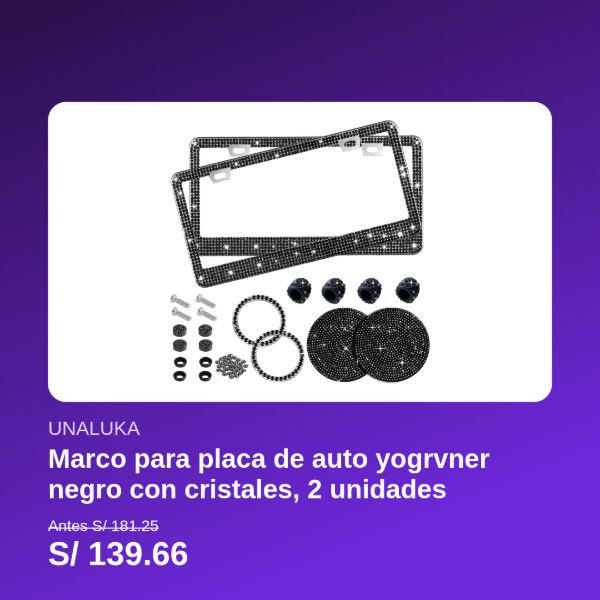 UNALUKA
Marco para placa de auto yogrvner
negro con cristales, 2 unidades
Antes S/ 181.25
S/ 139.66